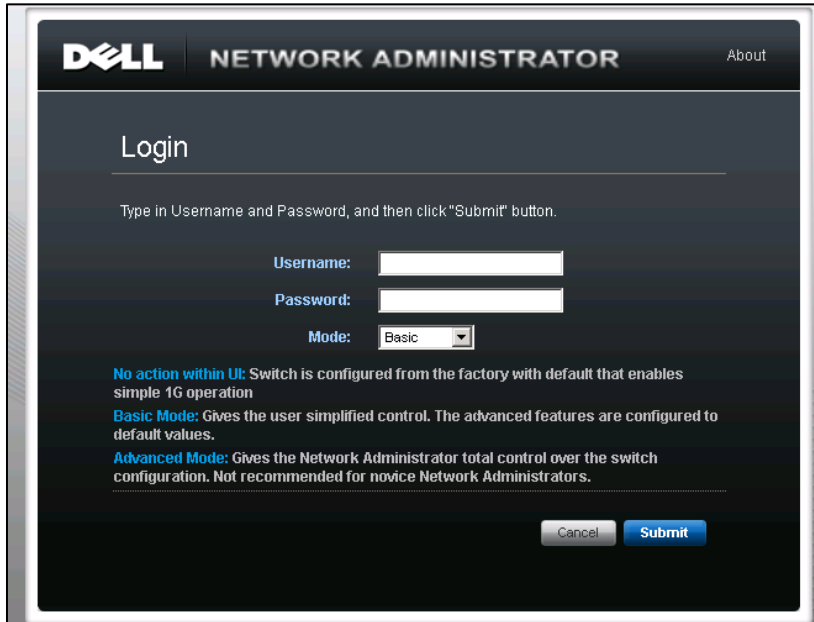 DELL NETWORK ADMINISTRATOR About
Login
Type in Username and Password, and then click "Submit" button.
Username:
Password:
Mode: Basic
No action within UI: Switch is configured from the factory with default that enables
simple 1G operation
Basic Mode: Gives the user simplified control. The advanced features are configured to
default values.
Advanced Mode: Gives the Network Administrator total control over the switch
configuration. Not recommended for novice Network Administrators.
Cancel Submit